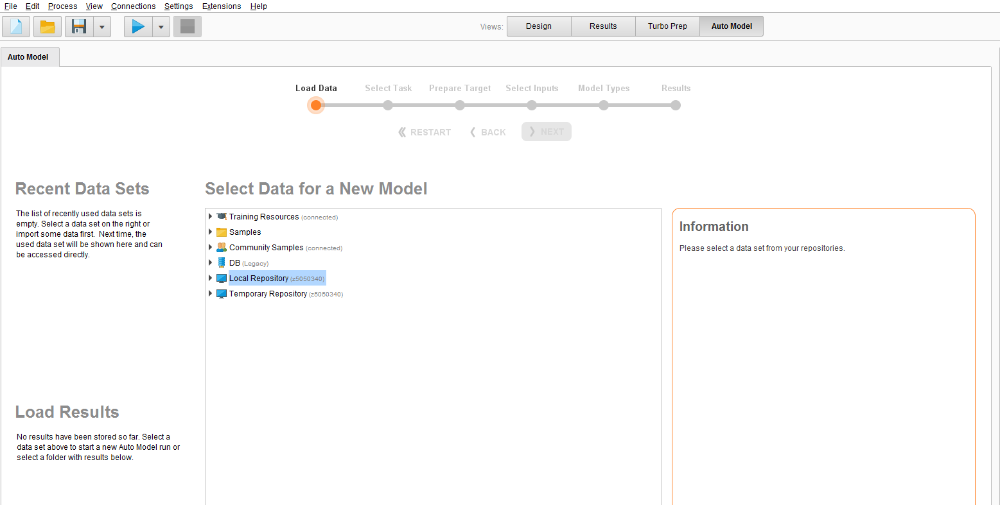 File Edit Process View Connections Settings Extensions Help
Views: Design Results Turbo Prep Auto Model
Auto Model
Load Data Select Task Prepare Target Select Inputs Model Types Results
RESTART BACK NEXT
Recent Data Sets
The list of recently used data sets is
empty. Select a data set on the right or
import some data first. Next time, the
used data set will be shown here and can
be accessed directly.
Load Results
No results have been stored so far. Select a
data set above to start a new Auto Model run or
select a folder with results below.
Select Data for a New Model
Training Resources (connected)
Samples
Community Samples (connected)
DB (Legacy)
Local Repository (z5050340)
Temporary Repository (z5050340)
Information
Please select a data set from your repositories.